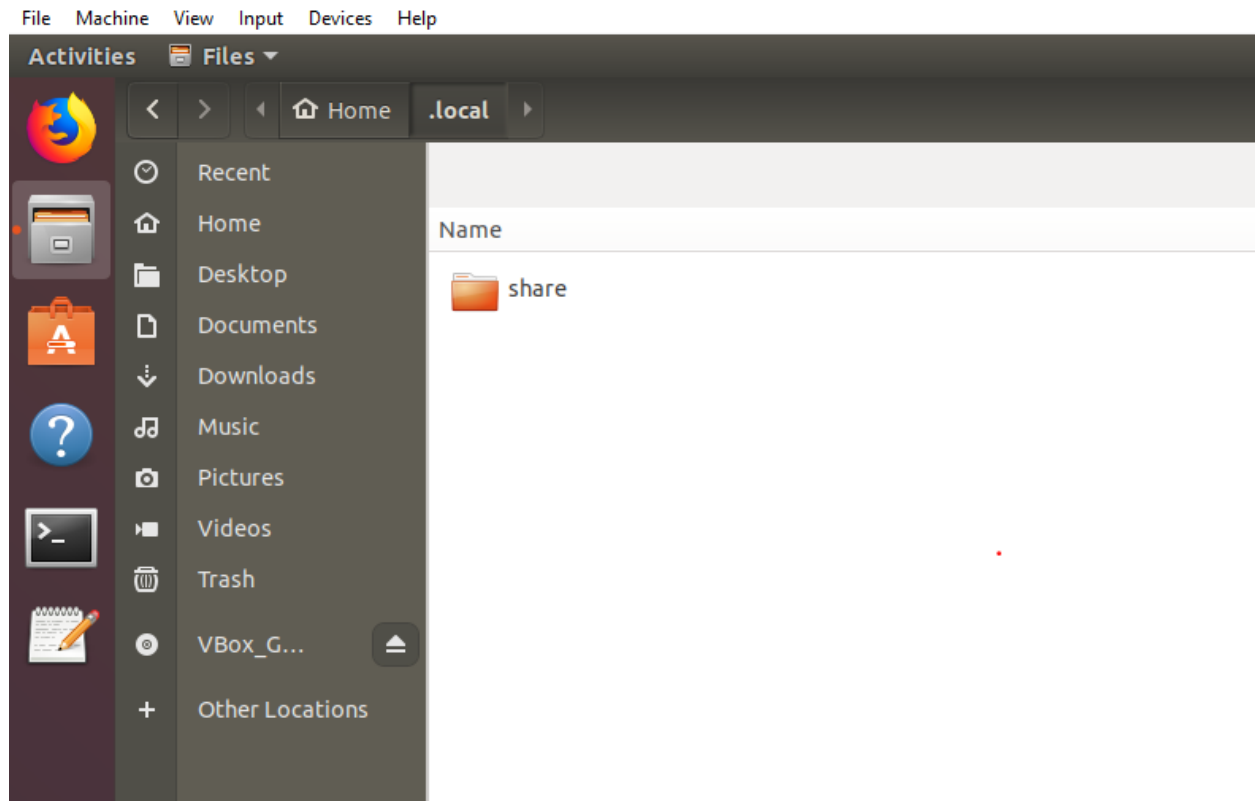 File Machine View Input Devices Help
Activities Files
Home .local
Recent
Home
Desktop
Documents
Downloads
Music
Pictures
Videos
Trash
VBox_G...
Other Locations
Name
share